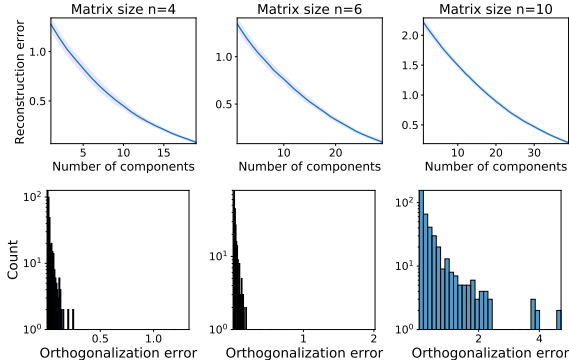 Matrix size n=4 Matrix size n=6 Matrix size n=10
Reconstruction error
1.0
0.5
1.0
0.5
2.0
1.5
1.0
0.5
5 10 15
10 20
10 20 30
Number of components Number of components Number of components
Count
10²
10¹
10⁰
10¹
10⁰
10²
10¹
10⁰
0.5 1.0
1 2
2 4
Orthogonalization error Orthogonalization error Orthogonalization error